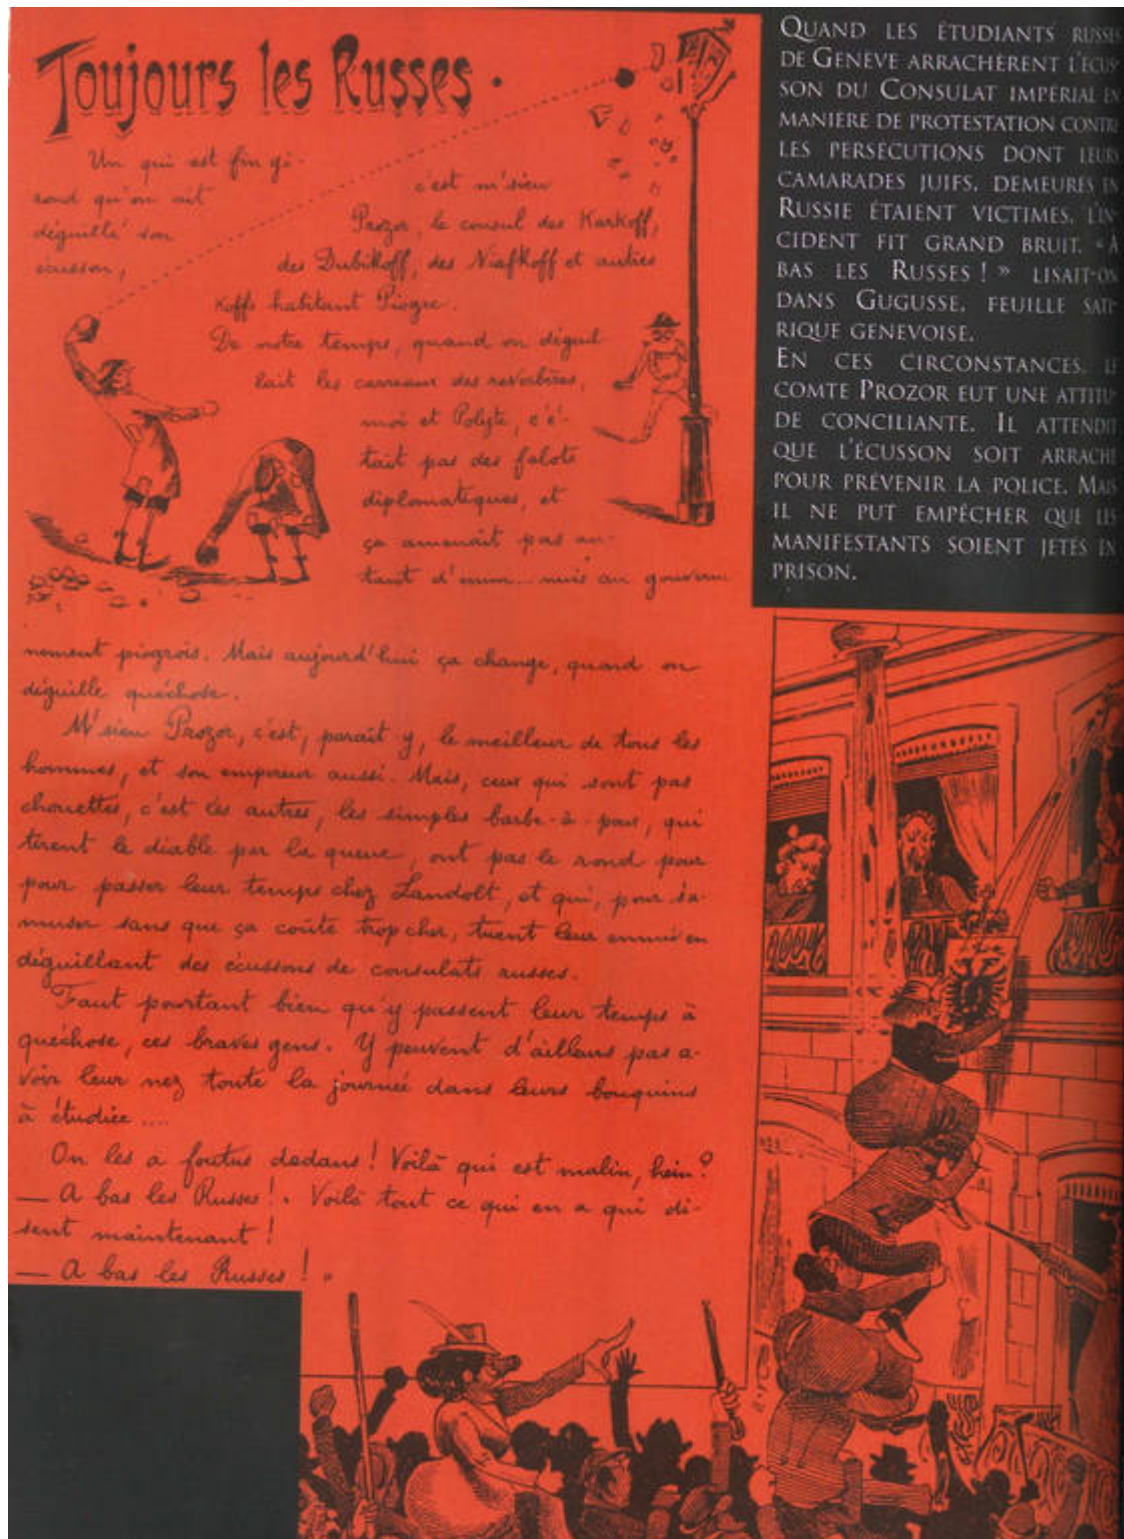 Toujours les Russes.
Un qui est fin gi-
rond qu'on ait
déguillé son
écusson,
c'est m'sieu
Prozor, le consul des Karkoff,
des Dubikoff, des Niafkoff et autres
Koffs habitant Piogre.
De notre temps, quand on déguil-
lait les carreaux des reverbères,
moi et Polyte, c'é-
tait pas des falots
diplomatiques, et
ça amenait pas au-
tant d'ennui... nuis au gouverne
nement piogrois. Mais aujourd'hui ça change, quand on
déguille quéchose.
M'sieu Prozor, c'est, parait y, le meilleur de tous les
hommes, et son empereur aussi. Mais, ceux qui sont pas
chouettes, c'est les autres, les simples barbe-à-poux, qui
tirent le diable par la queue, ont pas le rond pour
pour passer leur temps chez Landolt, et qui, pour s'a-
muser sans que ça coûte trop cher, tuent leur ennui en
déguillant des écussons de consulats russes.
Faut pourtant bien qu'y passent leur temps à
quéchose, ces braves gens. Y peuvent d'ailleurs pas a-
voir leur nez toute la journée dans leurs bouquins
à étudier ....
On les a foutus dedans ! Voilà qui est malin, hein ?
— A bas les Russes ! . Voilà tout ce qui en a qui di-
sent maintenant !
— A bas les Russes ! »
QUAND LES ÉTUDIANTS RUSSES
DE GENÈVE ARRACHÈRENT L'ÉCUS-
SON DU CONSULAT IMPÉRIAL EN
MANIÈRE DE PROTESTATION CONTRE
LES PERSÉCUTIONS DONT LEURS
CAMARADES JUIFS, DEMEURÉS EN
RUSSIE ÉTAIENT VICTIMES, L'IN-
CIDENT FIT GRAND BRUIT. « À
BAS LES RUSSES ! » LISAIT-ON
DANS GUGUSSE, FEUILLE SATI-
RIQUE GENEVOISE.
EN CES CIRCONSTANCES, LE
COMTE PROZOR EUT UNE ATTITU-
DE CONCILIANTE. IL ATTENDIT
QUE L'ÉCUSSON SOIT ARRACHÉ
POUR PRÉVENIR LA POLICE. MAIS
IL NE PUT EMPÊCHER QUE LES
MANIFESTANTS SOIENT JETÉS EN
PRISON.